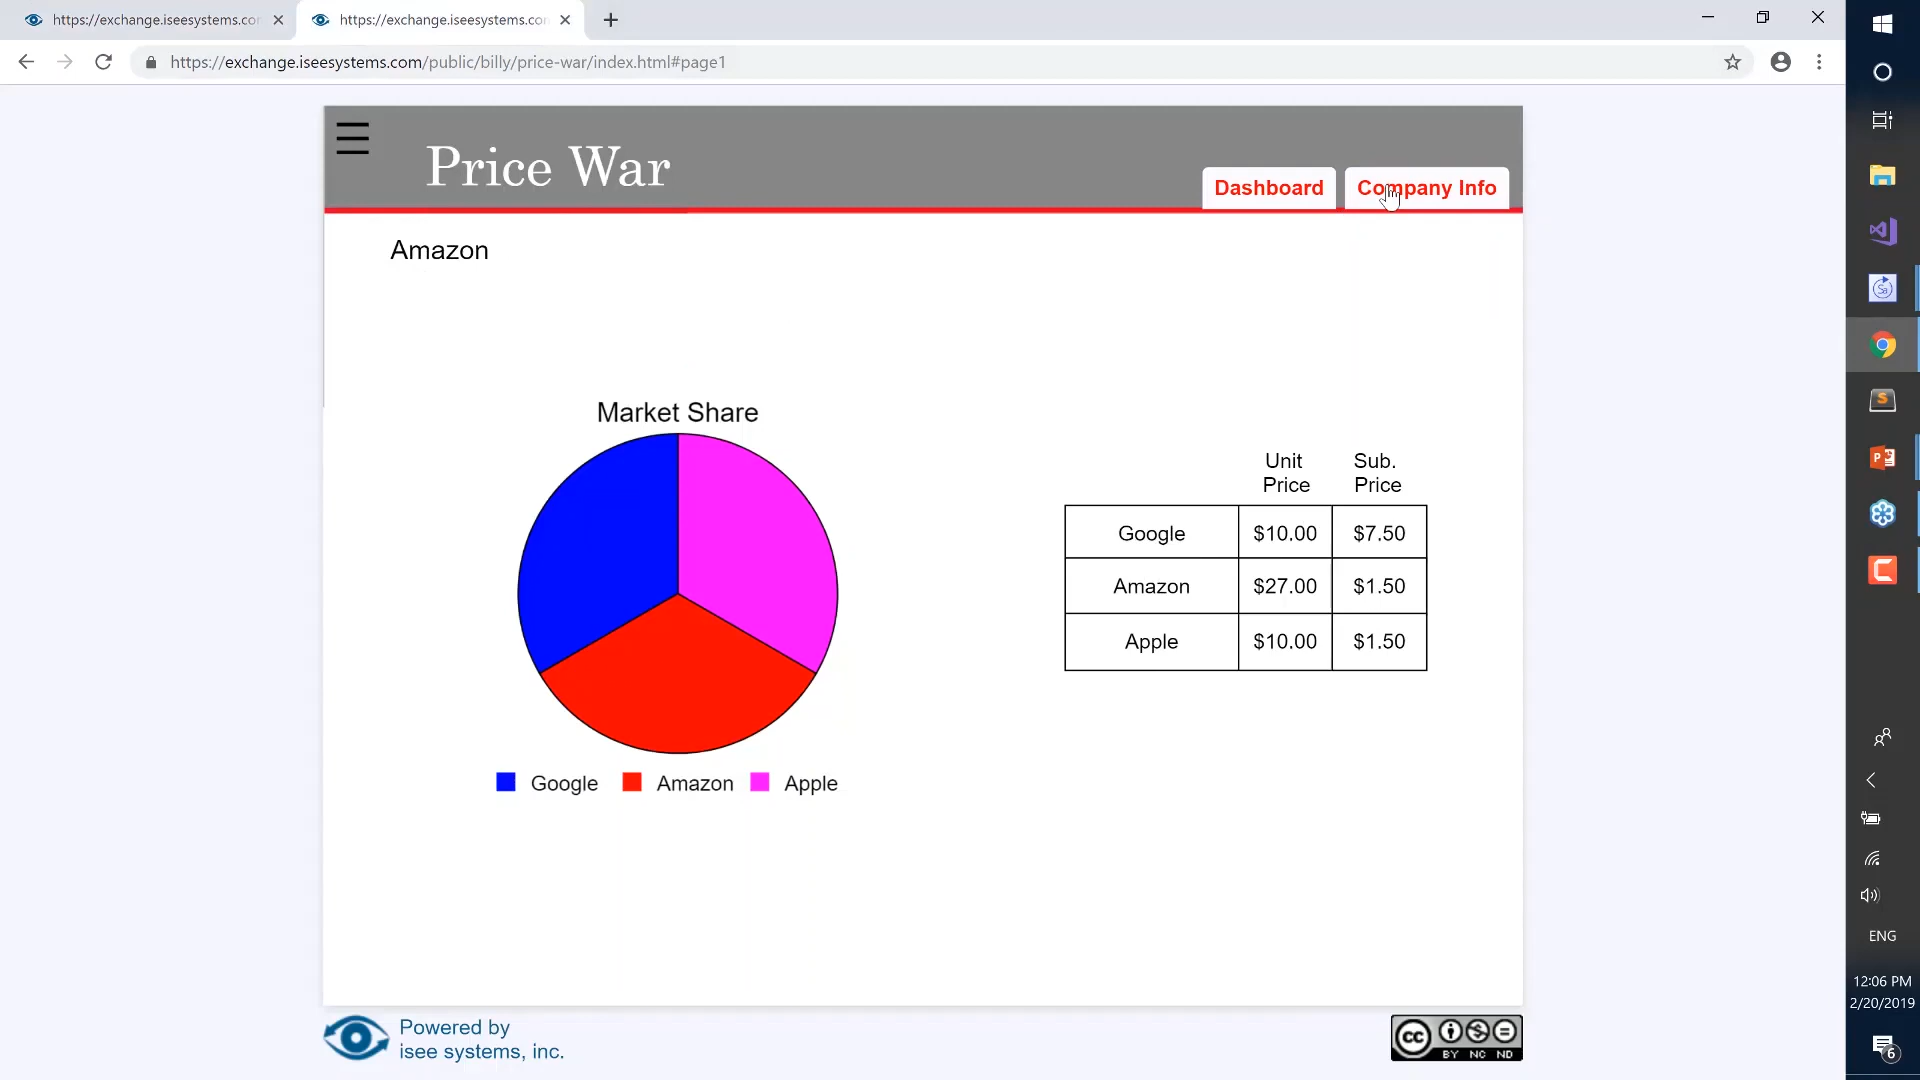 https://exchange.iseesystems.co
https://exchange.iseesystems.co
https://exchange.iseesystems.com/public/billy/price-war/index.html#page1
Price War
Dashboard
Company Info
Amazon
Market Share
Google
Amazon
Apple
Unit Price
Sub. Price
Google $10.00 $7.50
Amazon $27.00 $1.50
Apple $10.00 $1.50
Powered by
isee systems, inc.
cc
BY NC ND
Sa
S
P
ENG
12:06 PM
2/20/2019
6